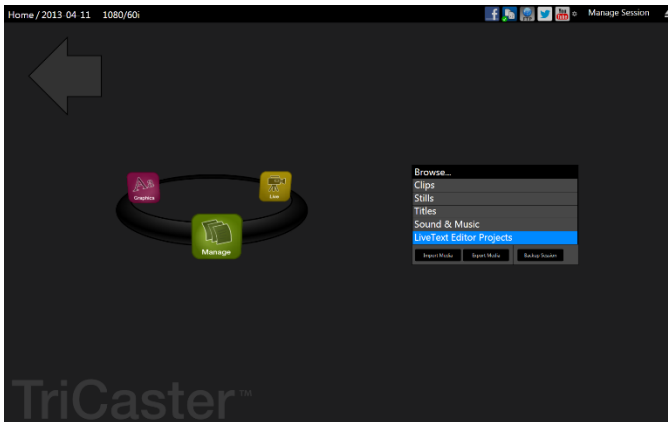 Home / 2013-04-11 1080/60i
Manage Session
Graphics
Live
Manage
Browse...
Clips
Stills
Titles
Sound & Music
LiveText Editor Projects
Import Media Export Media Backup Session
TriCaster™